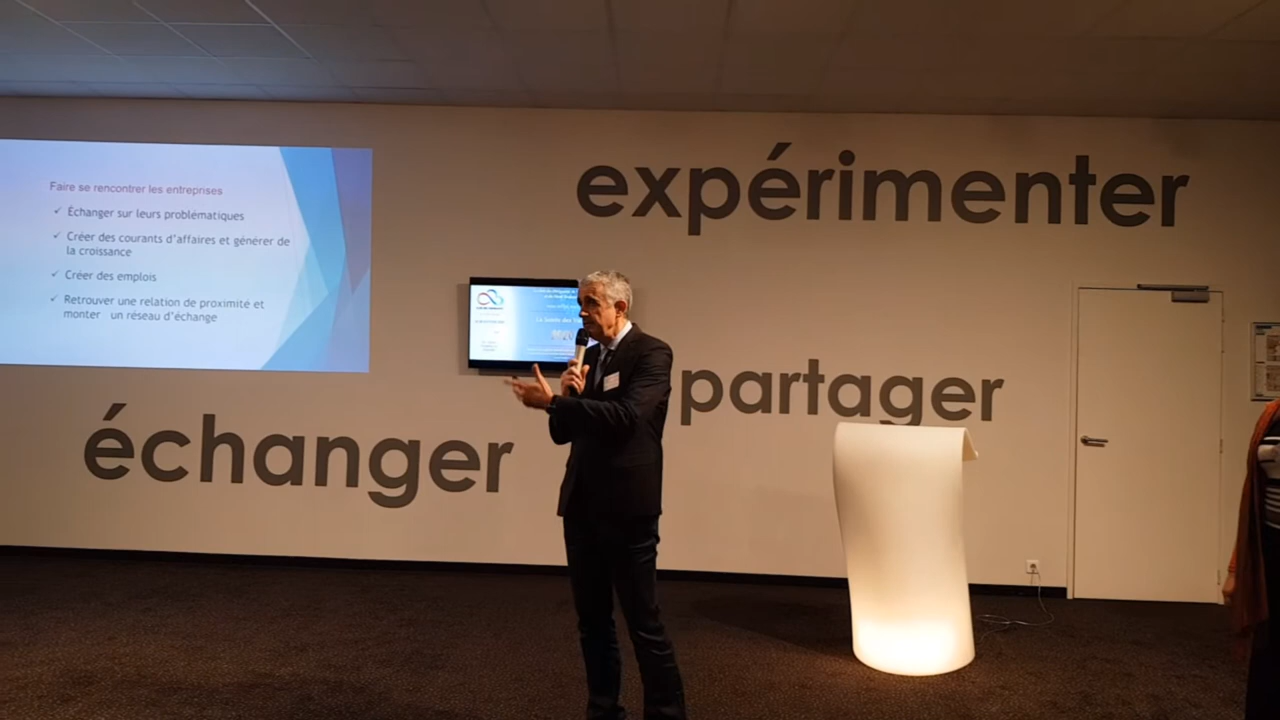 Faire se rencontrer les entreprises
✓ Échanger sur leurs problématiques
✓ Créer des courants d'affaires et générer de
la croissance
✓ Créer des emplois
✓ Retrouver une relation de proximité et
monter un réseau d'échange
expérimenter
partager
échanger